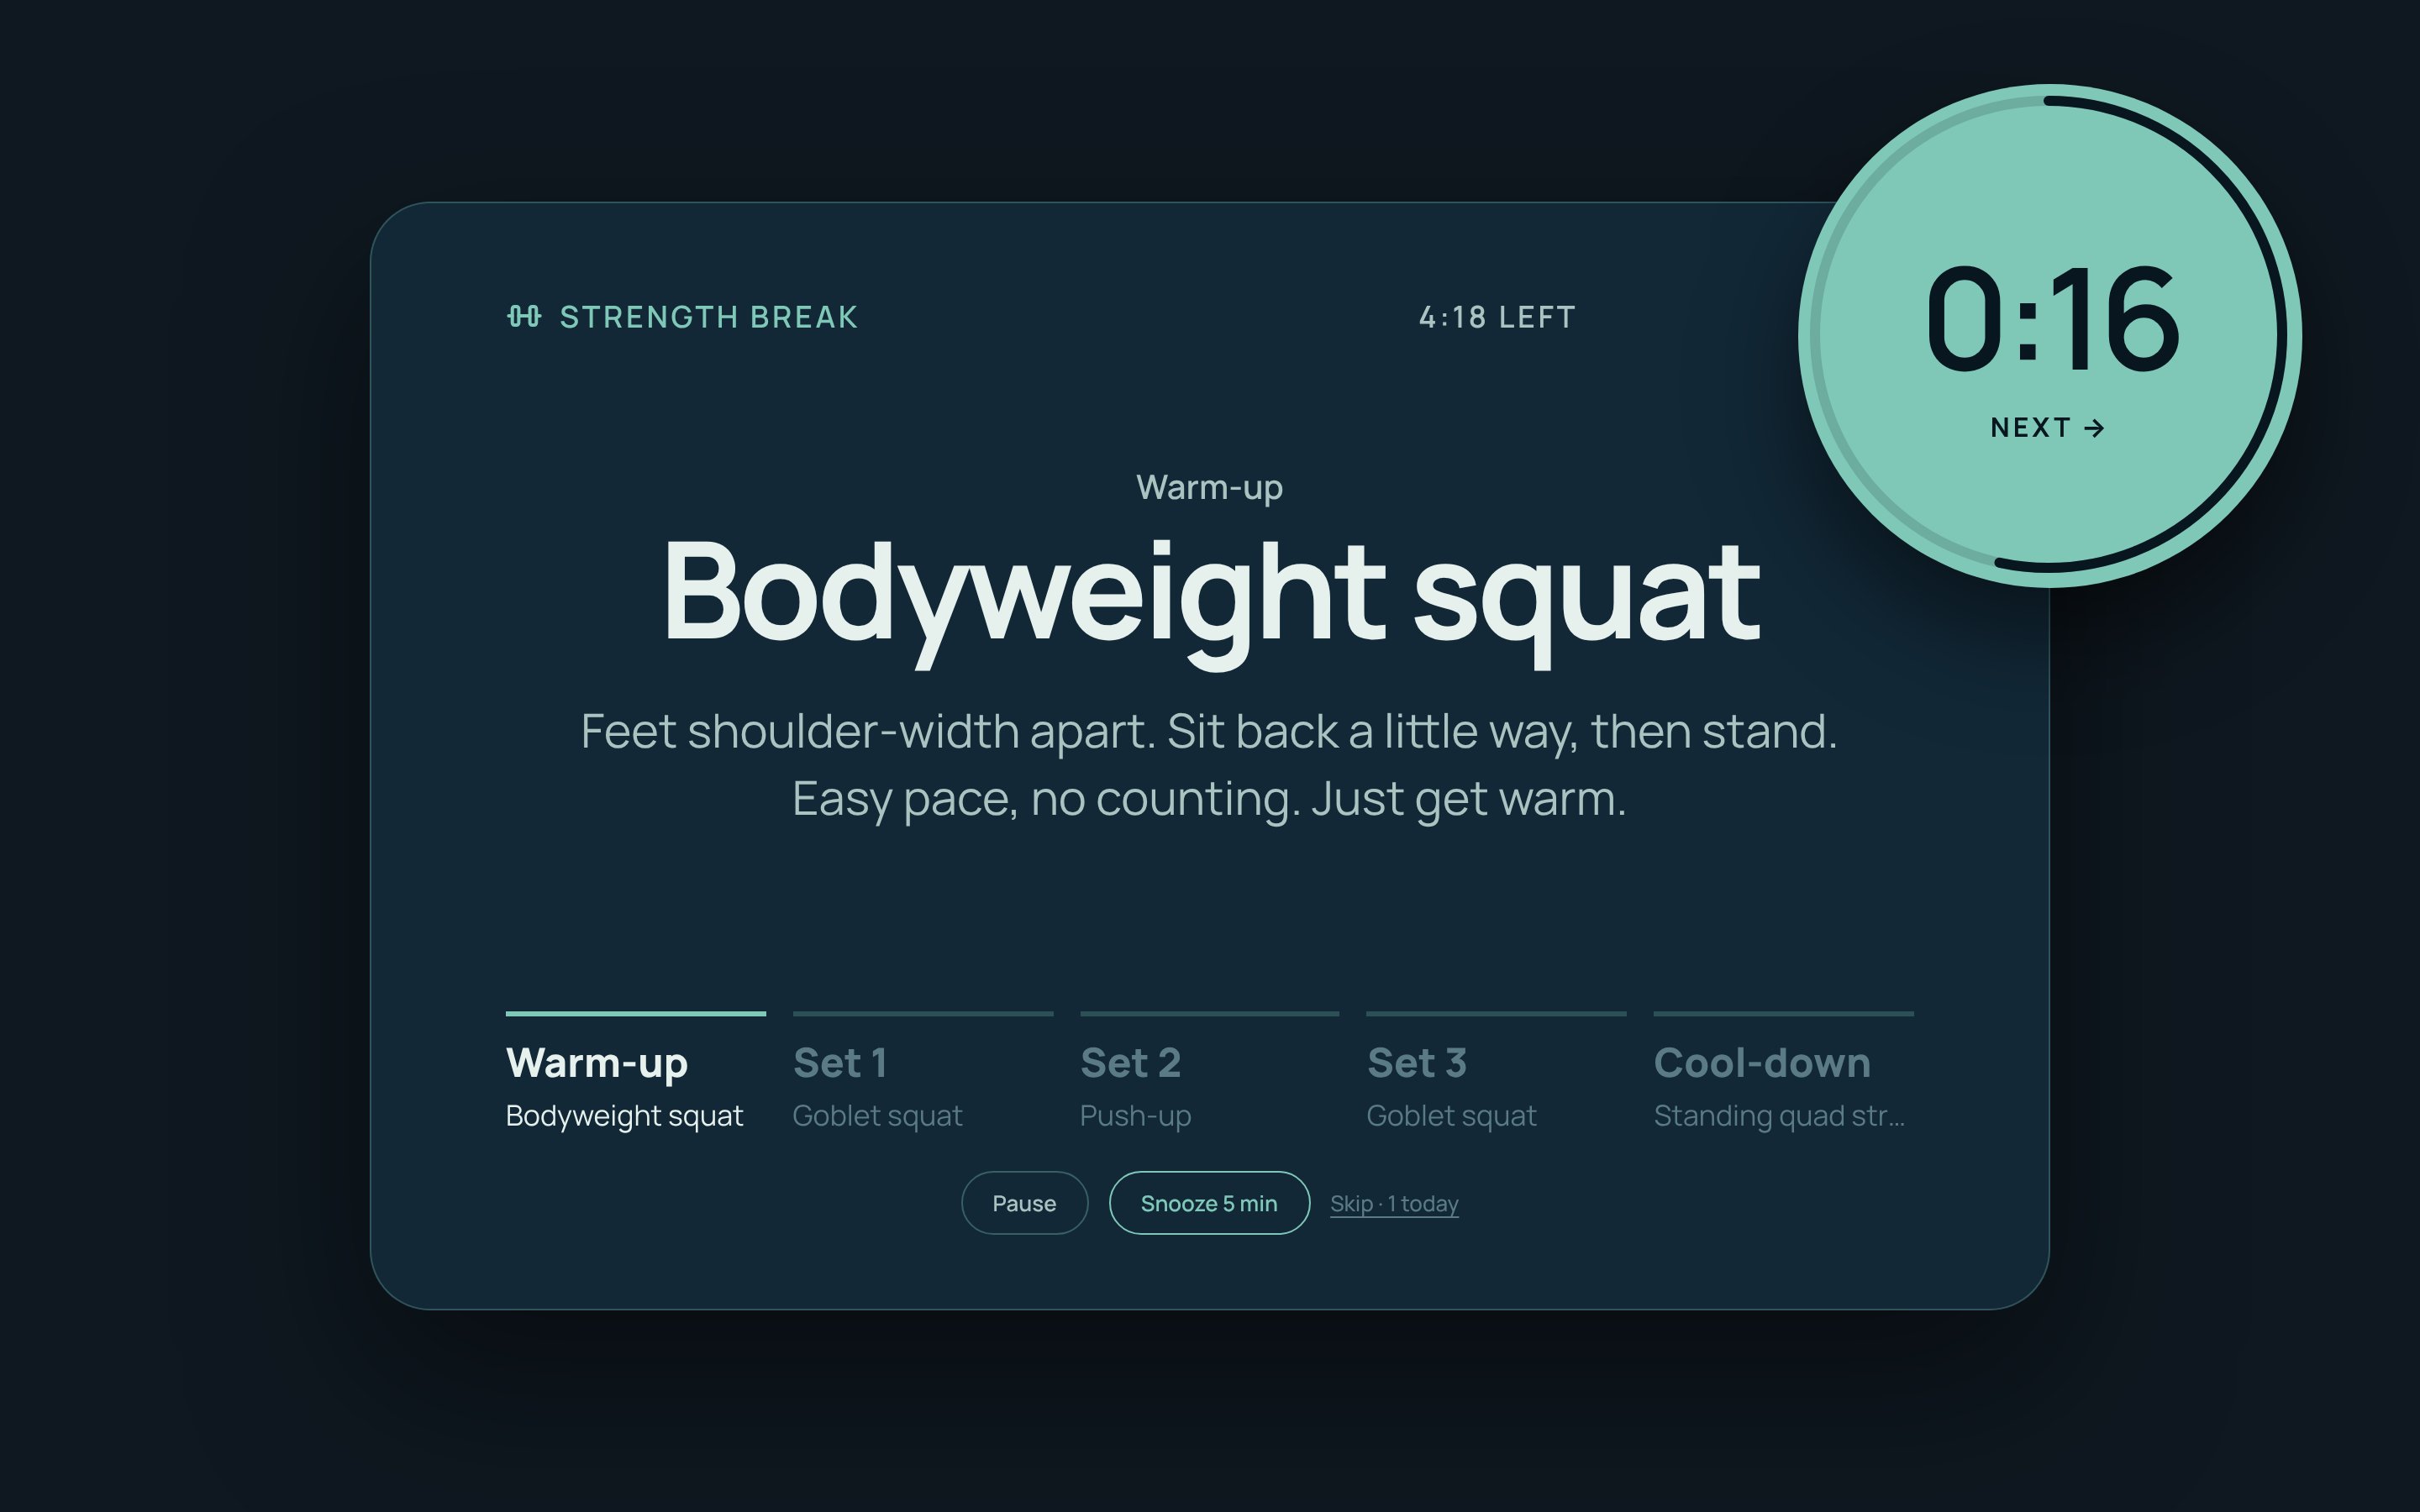 STRENGTH BREAK
4:18 LEFT
0:16
NEXT →
Warm-up
Bodyweight squat
Feet shoulder-width apart. Sit back a little way, then stand.
Easy pace, no counting. Just get warm.
Warm-up
Bodyweight squat
Set 1
Goblet squat
Set 2
Push-up
Set 3
Goblet squat
Cool-down
Standing quad str...
Pause
Snooze 5 min
Skip · 1 today